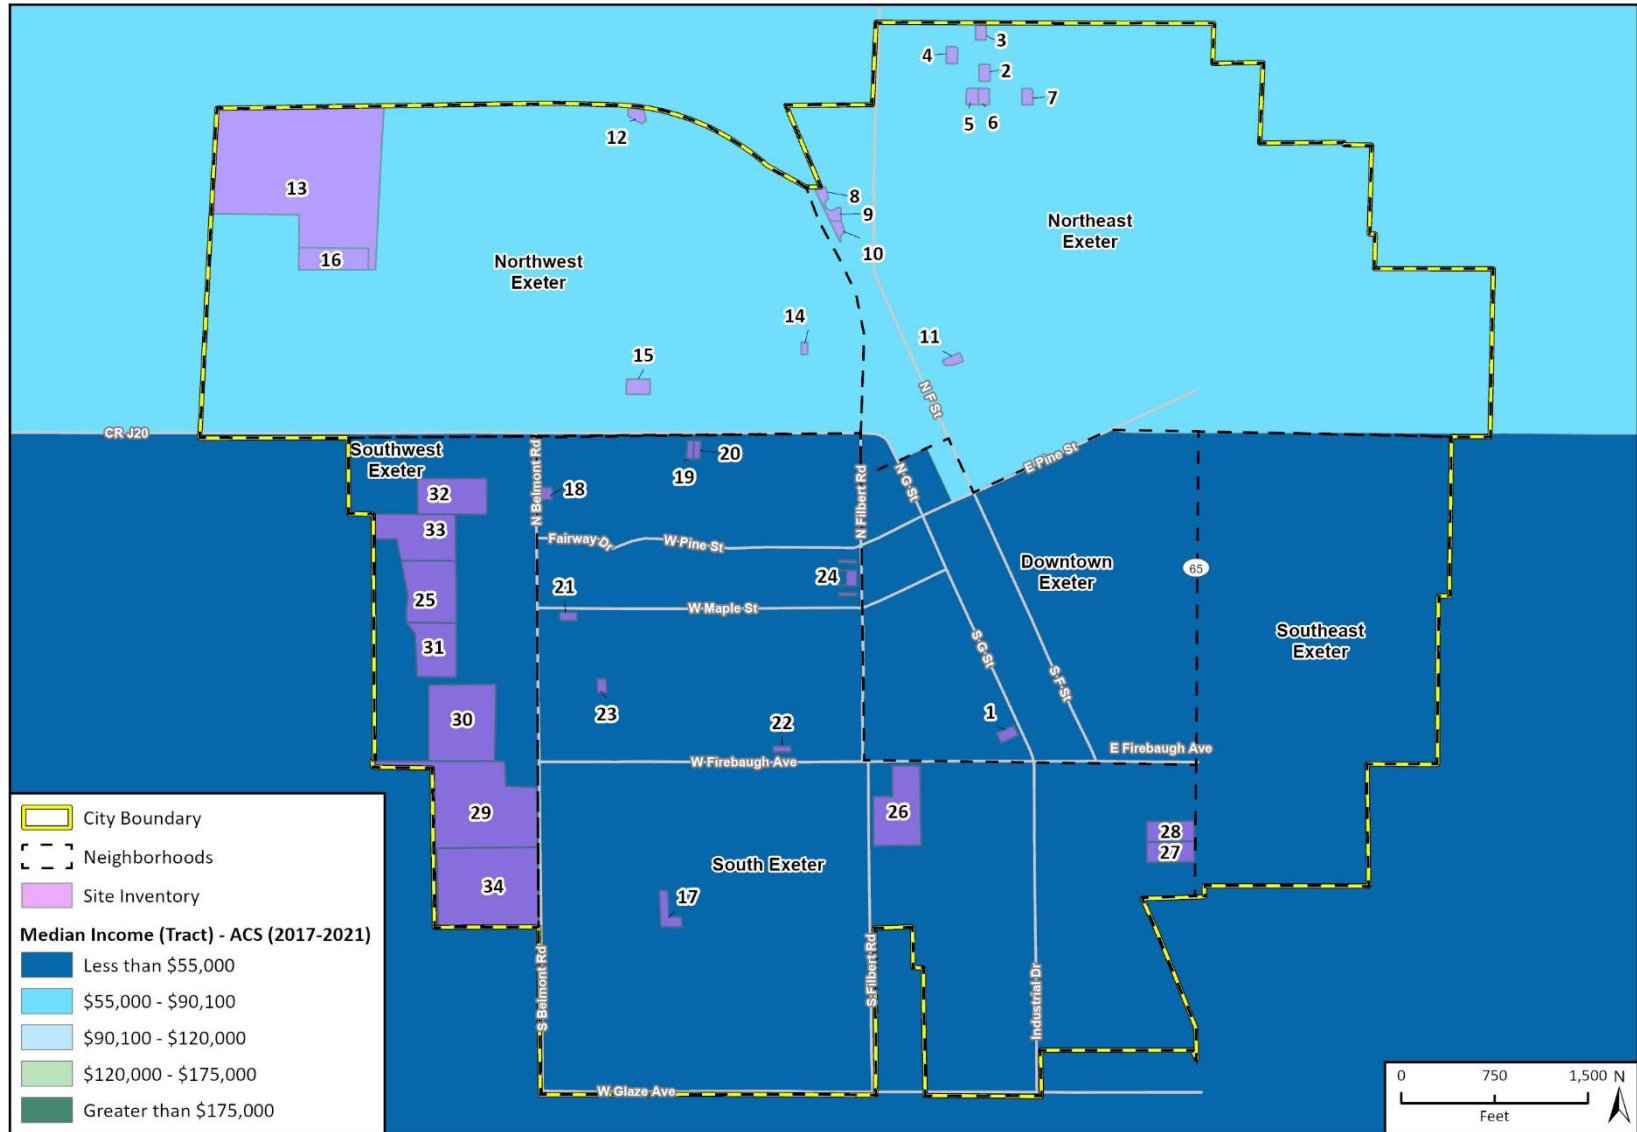 3
4
2
7
5
6
12
13
8
9
Northeast
Exeter
10
Northwest
Exeter
16
14
11
15
N F St
CR J20
Southwest
Exeter
20
19
E Pine St
N Belmont Rd
N Filbert Rd
N G St
32
18
33
Fairway Dr
W Pine St
Downtown
Exeter
65
24
25
21
W Maple St
Southeast
Exeter
31
S G St
S F St
23
30
1
22
E Firebaugh Ave
W Firebaugh Ave
29
26
28
27
South Exeter
34
17
S Belmont Rd
S Filbert Rd
Industrial Dr
W Glaze Ave
City Boundary
Neighborhoods
Site Inventory
Median Income (Tract) - ACS (2017-2021)
Less than $55,000
$55,000 - $90,100
$90,100 - $120,000
$120,000 - $175,000
Greater than $175,000
0 750 1,500 N
Feet